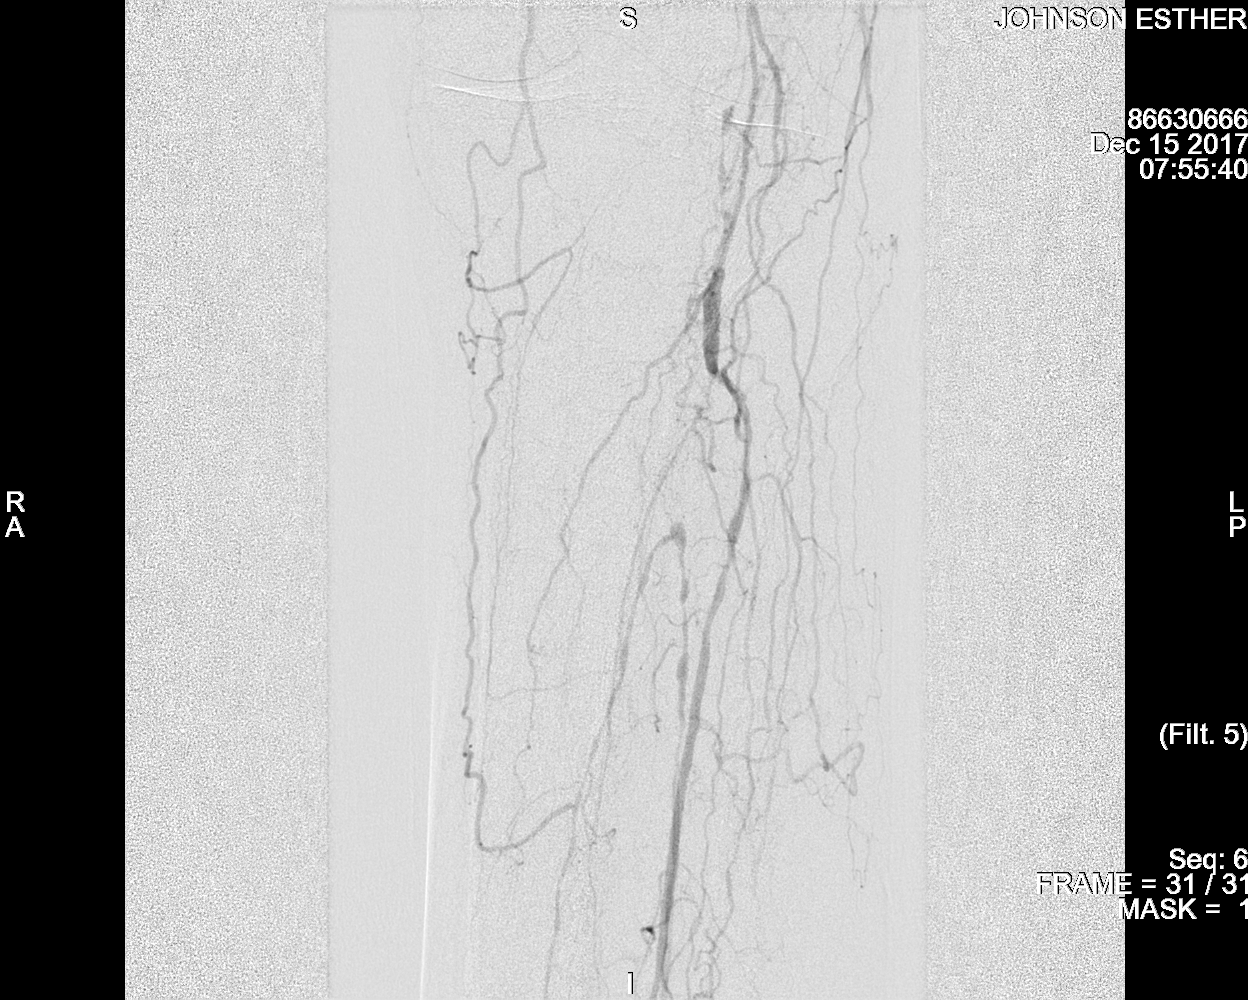 S
JOHNSON ESTHER
86630666
Dec 15 2017
07:55:40
R
A
L
P
(Filt. 5)
Seq: 6
FRAME = 31 / 31
MASK = 1
I